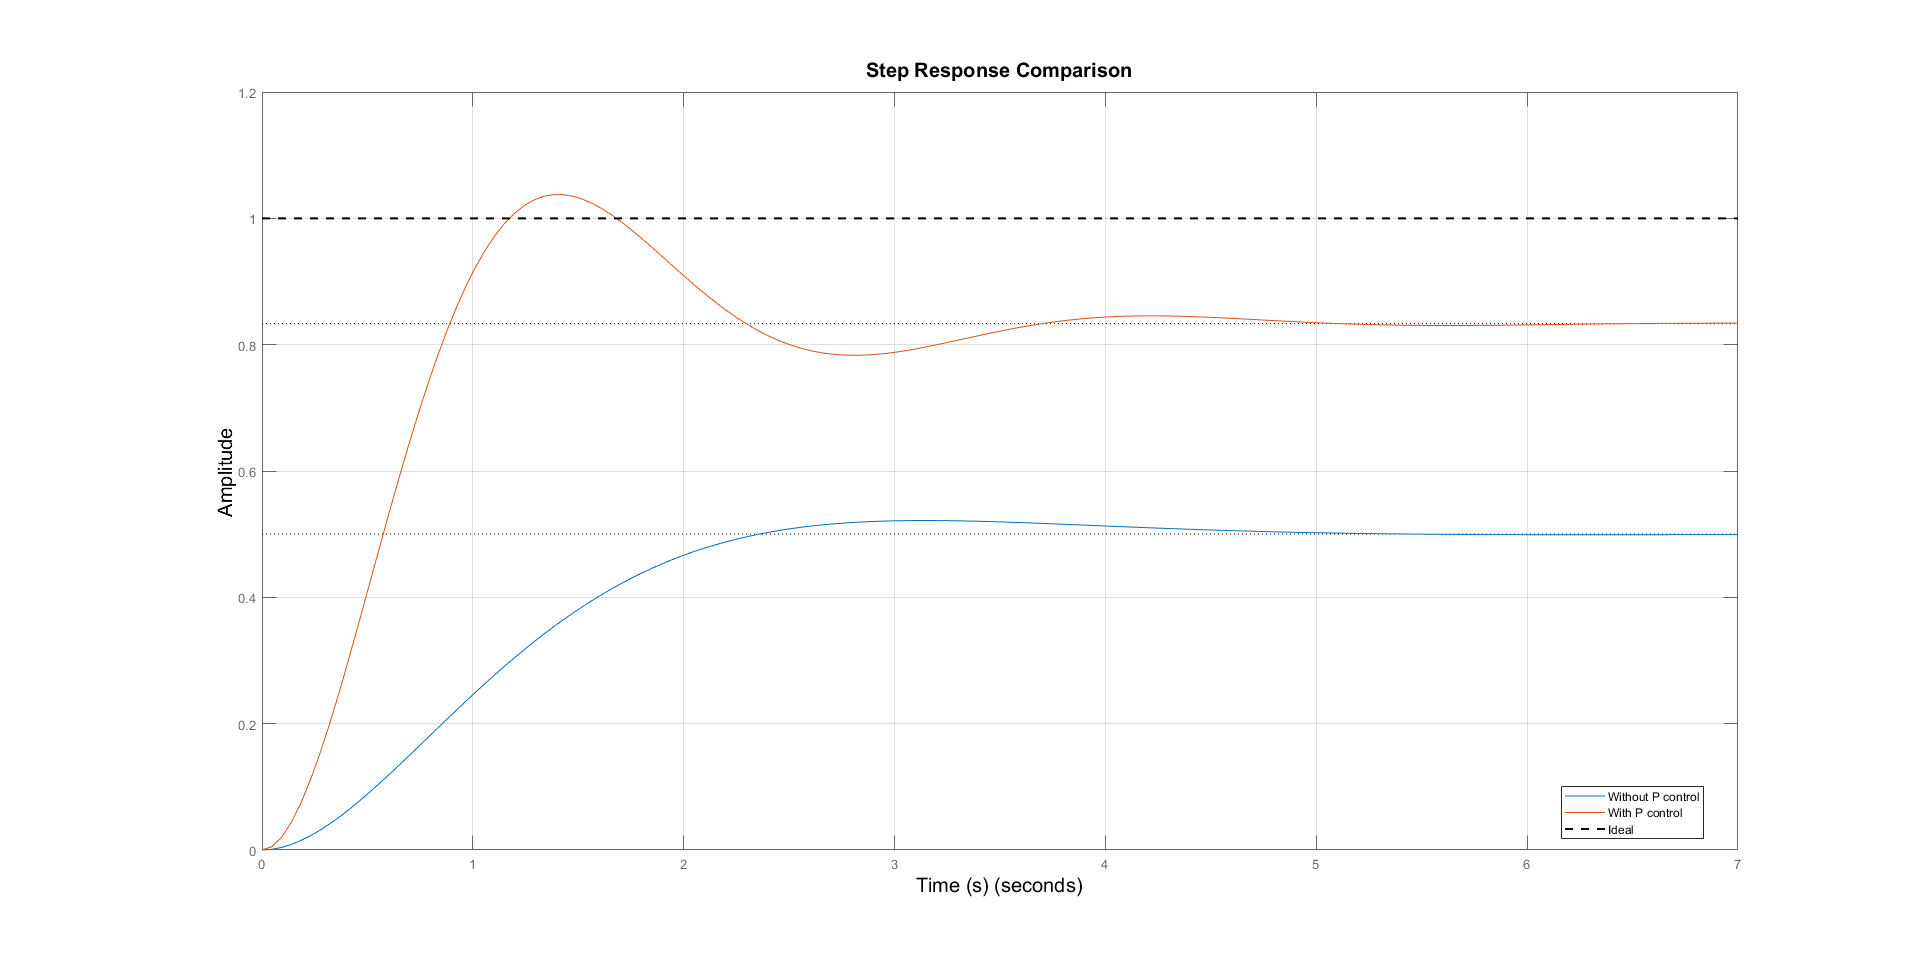 Step Response Comparison
1.2
1
0.8
0.6
0.4
0.2
0
Amplitude
0 1 2 3 4 5 6 7
Time (s) (seconds)
Without P control
With P control
Ideal